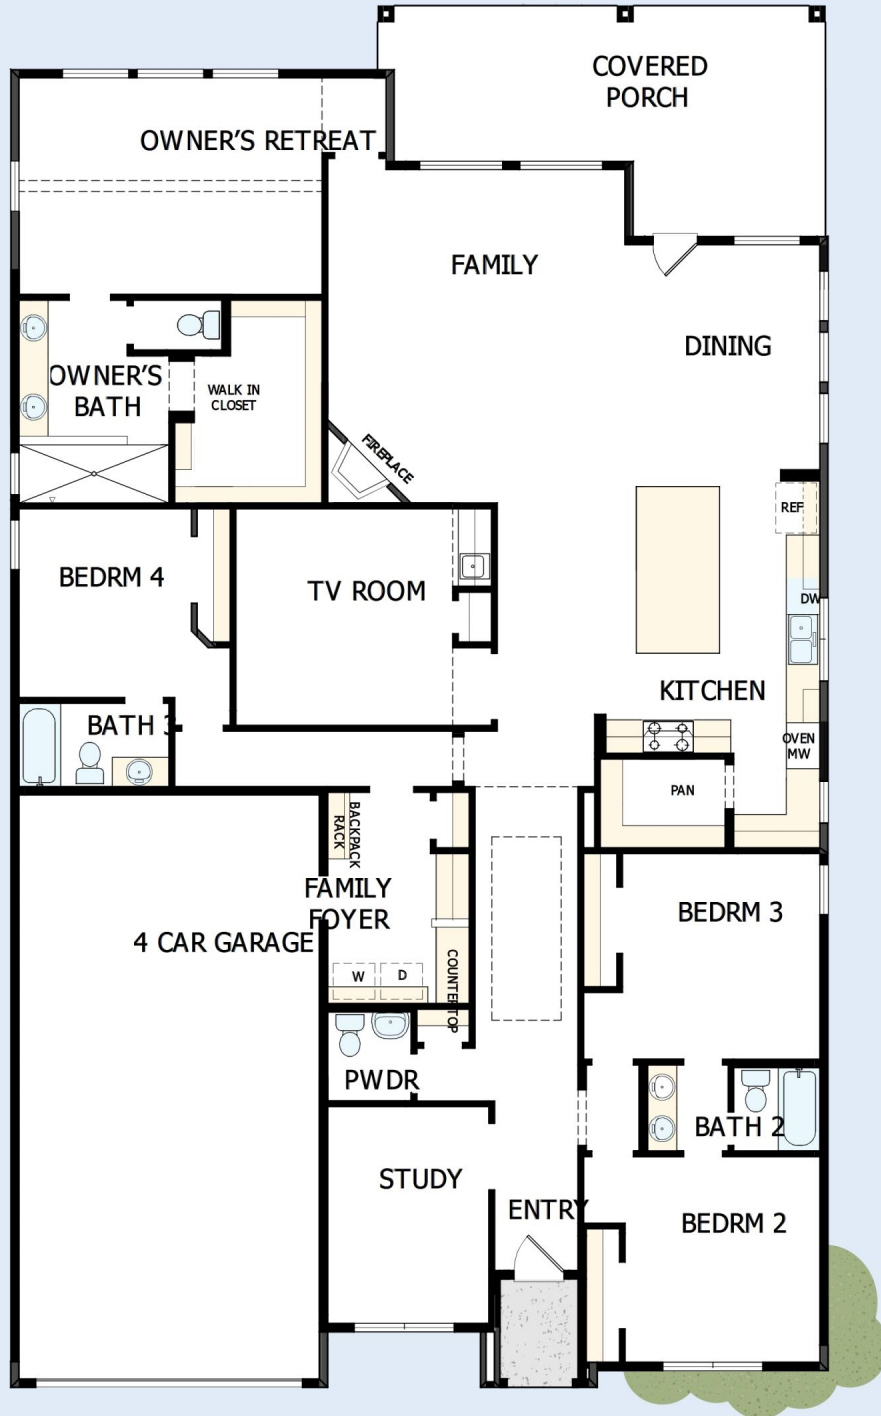 COVERED
PORCH
OWNER'S RETREAT
FAMILY
DINING
OWNER'S
BATH
WALK IN
CLOSET
FIREPLACE
REF
BEDRM 4
TV ROOM
DW
KITCHEN
BATH 3
OVEN
MW
PAN
BACKPACK
RACK
FAMILY
FOYER
BEDRM 3
4 CAR GARAGE
W
D
COUNTERTOP
PWDR
BATH 2
STUDY
ENTRY
BEDRM 2